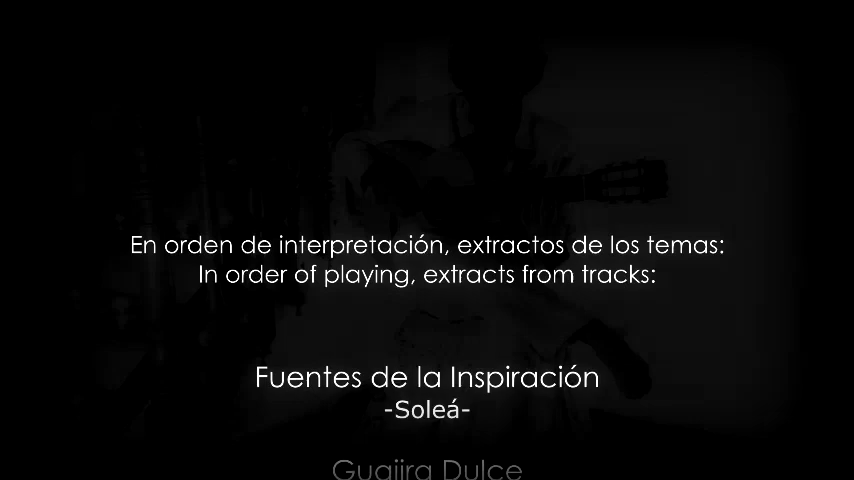 En orden de interpretación, extractos de los temas:
In order of playing, extracts from tracks:
Fuentes de la Inspiración
-Soleá-
Guajira Dulce